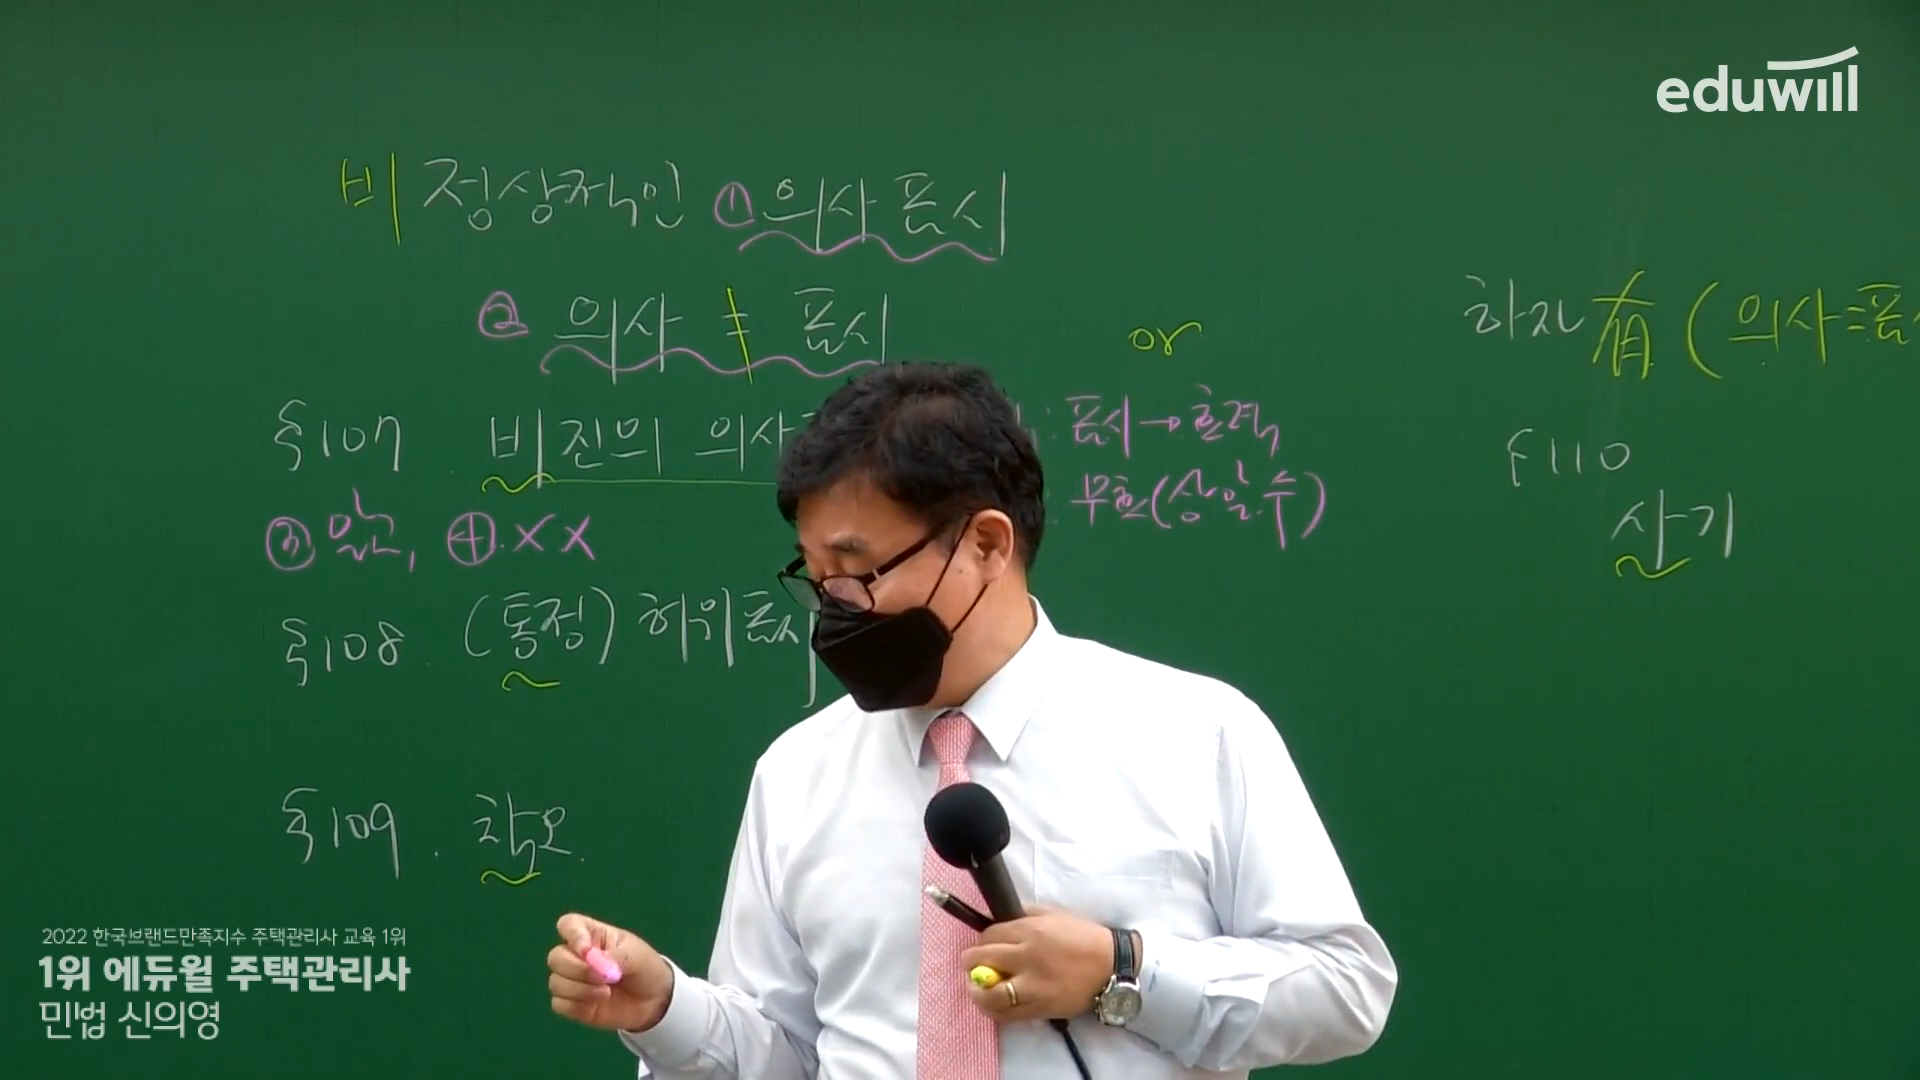 eduwill
비정상적인 ① 의사표시
② 의사 ≠ 표시
or
하자 有 (의사=표
§107. 비진의 의사
: 표시→효력
무효(상알.수)
§110
사기
③ 알고, ④.××
§108. (통정) 허위표시
§109. 착오.
2022 한국브랜드만족지수 주택관리사 교육 1위
1위 에듀윌 주택관리사
민법 신의영